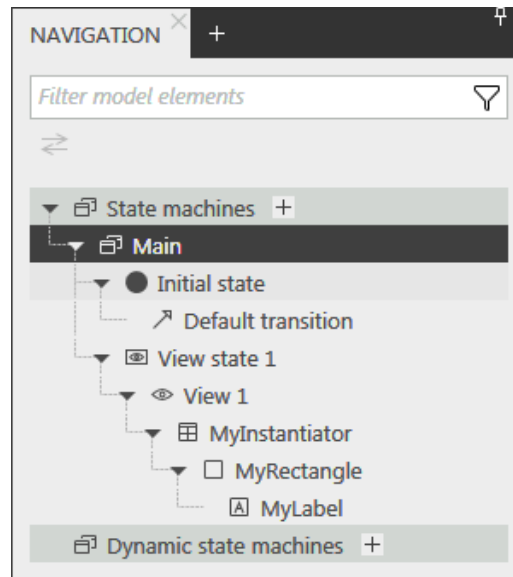 NAVIGATION
Filter model elements
State machines
Main
Initial state
Default transition
View state 1
View 1
MyInstantiator
MyRectangle
A MyLabel
Dynamic state machines